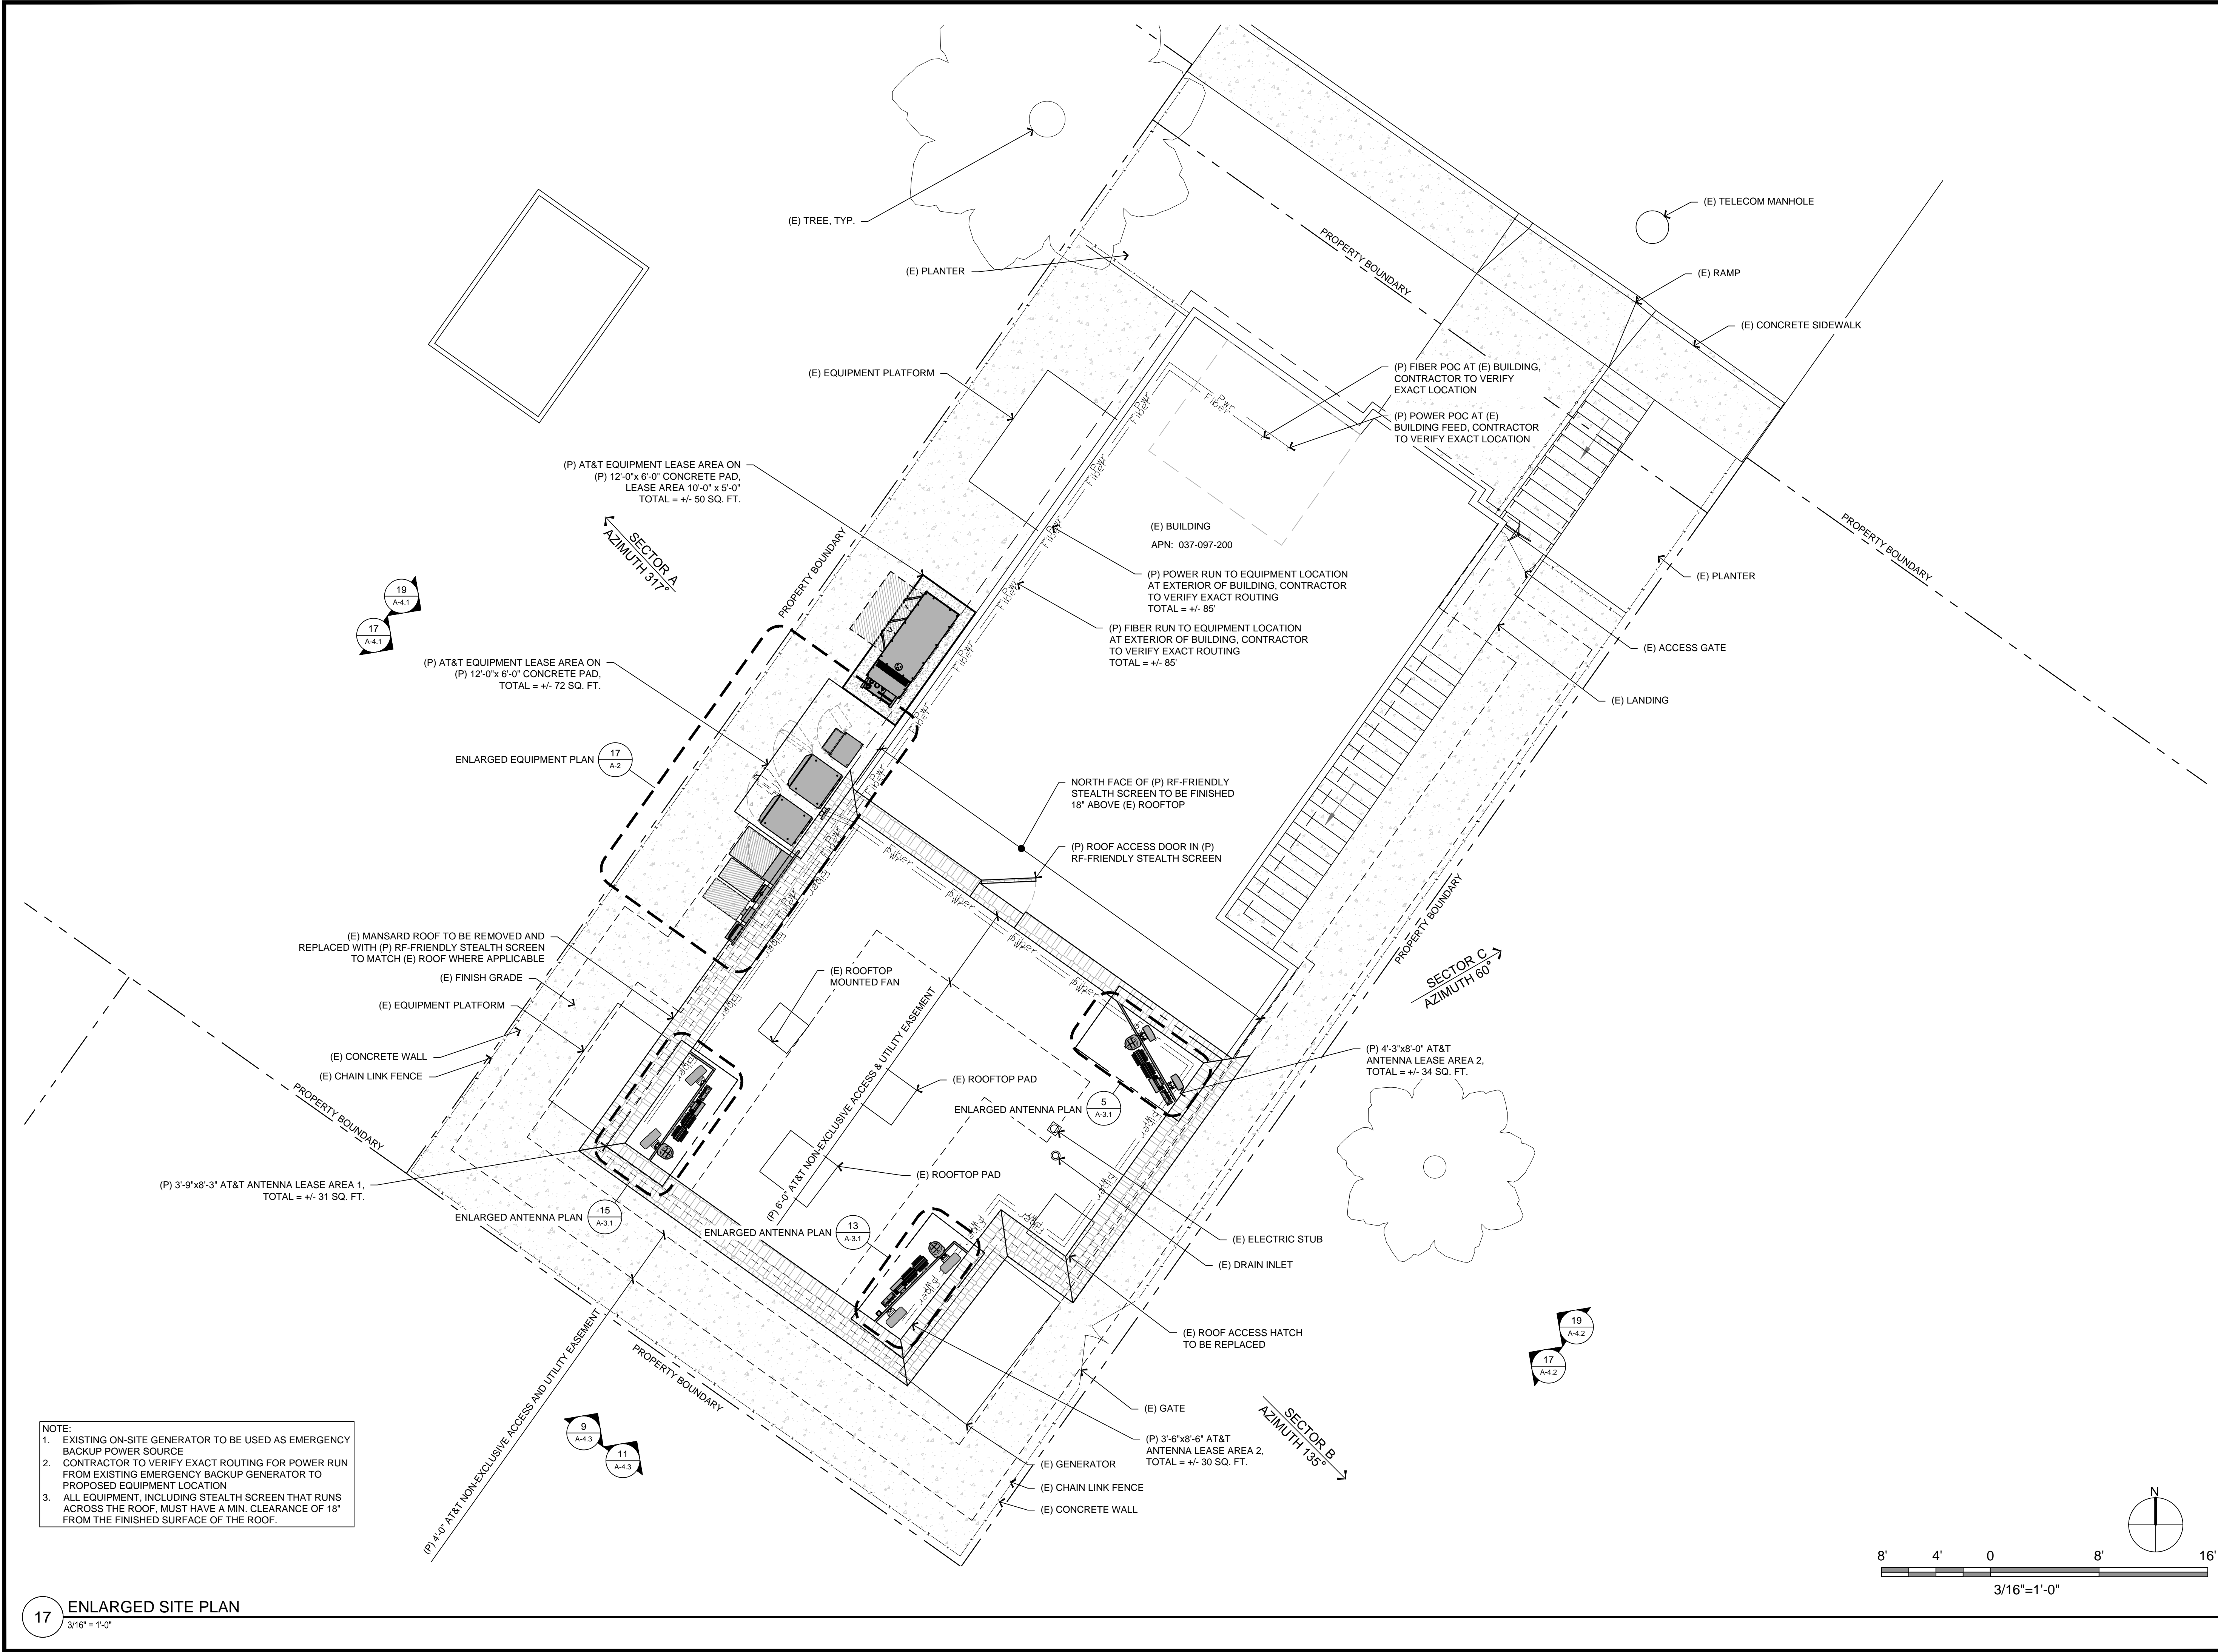 (E) TREE, TYP.
(E) TELECOM MANHOLE
PROPERTY BOUNDARY
(E) PLANTER
(E) RAMP
(E) CONCRETE SIDEWALK
(E) EQUIPMENT PLATFORM
(P) FIBER POC AT (E) BUILDING,
CONTRACTOR TO VERIFY
EXACT LOCATION
(P) POWER POC AT (E)
BUILDING FEED, CONTRACTOR
TO VERIFY EXACT LOCATION
Pwr
Fiber
(P) AT&T EQUIPMENT LEASE AREA ON
(P) 12'-0"x 6'-0" CONCRETE PAD,
LEASE AREA 10'-0" x 5'-0"
TOTAL = +/- 50 SQ. FT.
SECTOR A
AZIMUTH 317°
PROPERTY BOUNDARY
(E) BUILDING
APN: 037-097-200
PROPERTY BOUNDARY
(E) PLANTER
(P) POWER RUN TO EQUIPMENT LOCATION
AT EXTERIOR OF BUILDING, CONTRACTOR
TO VERIFY EXACT ROUTING
TOTAL = +/- 85'
(P) FIBER RUN TO EQUIPMENT LOCATION
AT EXTERIOR OF BUILDING, CONTRACTOR
TO VERIFY EXACT ROUTING
TOTAL = +/- 85'
19
A-4.1
17
A-4.1
(E) ACCESS GATE
(P) AT&T EQUIPMENT LEASE AREA ON
(P) 12'-0"x 6'-0" CONCRETE PAD,
TOTAL = +/- 72 SQ. FT.
(E) LANDING
ENLARGED EQUIPMENT PLAN
17
A-2
NORTH FACE OF (P) RF-FRIENDLY
STEALTH SCREEN TO BE FINISHED
18" ABOVE (E) ROOFTOP
(P) ROOF ACCESS DOOR IN (P)
RF-FRIENDLY STEALTH SCREEN
PROPERTY BOUNDARY
(E) MANSARD ROOF TO BE REMOVED AND
REPLACED WITH (P) RF-FRIENDLY STEALTH SCREEN
TO MATCH (E) ROOF WHERE APPLICABLE
(E) FINISH GRADE
(E) EQUIPMENT PLATFORM
(E) ROOFTOP
MOUNTED FAN
SECTOR C
AZIMUTH 60°
(E) CONCRETE WALL
(E) CHAIN LINK FENCE
PROPERTY BOUNDARY
(P) 6'-0" AT&T NON-EXCLUSIVE ACCESS & UTILITY EASEMENT
(E) ROOFTOP PAD
ENLARGED ANTENNA PLAN
5
A-3.1
(P) 4'-3"x8'-0" AT&T
ANTENNA LEASE AREA 2,
TOTAL = +/- 34 SQ. FT.
(E) ROOFTOP PAD
(P) 3'-9"x8'-3" AT&T ANTENNA LEASE AREA 1,
TOTAL = +/- 31 SQ. FT.
ENLARGED ANTENNA PLAN
15
A-3.1
ENLARGED ANTENNA PLAN
13
A-3.1
(E) ELECTRIC STUB
(E) DRAIN INLET
(E) ROOF ACCESS HATCH
TO BE REPLACED
19
A-4.2
17
A-4.2
PROPERTY BOUNDARY
(P) 4'-0" AT&T NON-EXCLUSIVE ACCESS AND UTILITY EASEMENT
9
A-4.3
11
A-4.3
(E) GATE
SECTOR B
AZIMUTH 135°
(P) 3'-6"x8'-6" AT&T
ANTENNA LEASE AREA 2,
TOTAL = +/- 30 SQ. FT.
(E) GENERATOR
(E) CHAIN LINK FENCE
(E) CONCRETE WALL
NOTE:
1. EXISTING ON-SITE GENERATOR TO BE USED AS EMERGENCY
BACKUP POWER SOURCE
2. CONTRACTOR TO VERIFY EXACT ROUTING FOR POWER RUN
FROM EXISTING EMERGENCY BACKUP GENERATOR TO
PROPOSED EQUIPMENT LOCATION
3. ALL EQUIPMENT, INCLUDING STEALTH SCREEN THAT RUNS
ACROSS THE ROOF, MUST HAVE A MIN. CLEARANCE OF 18"
FROM THE FINISHED SURFACE OF THE ROOF.
N
8' 4' 0 8' 16'
3/16"=1'-0"
17
ENLARGED SITE PLAN
3/16" = 1'-0"